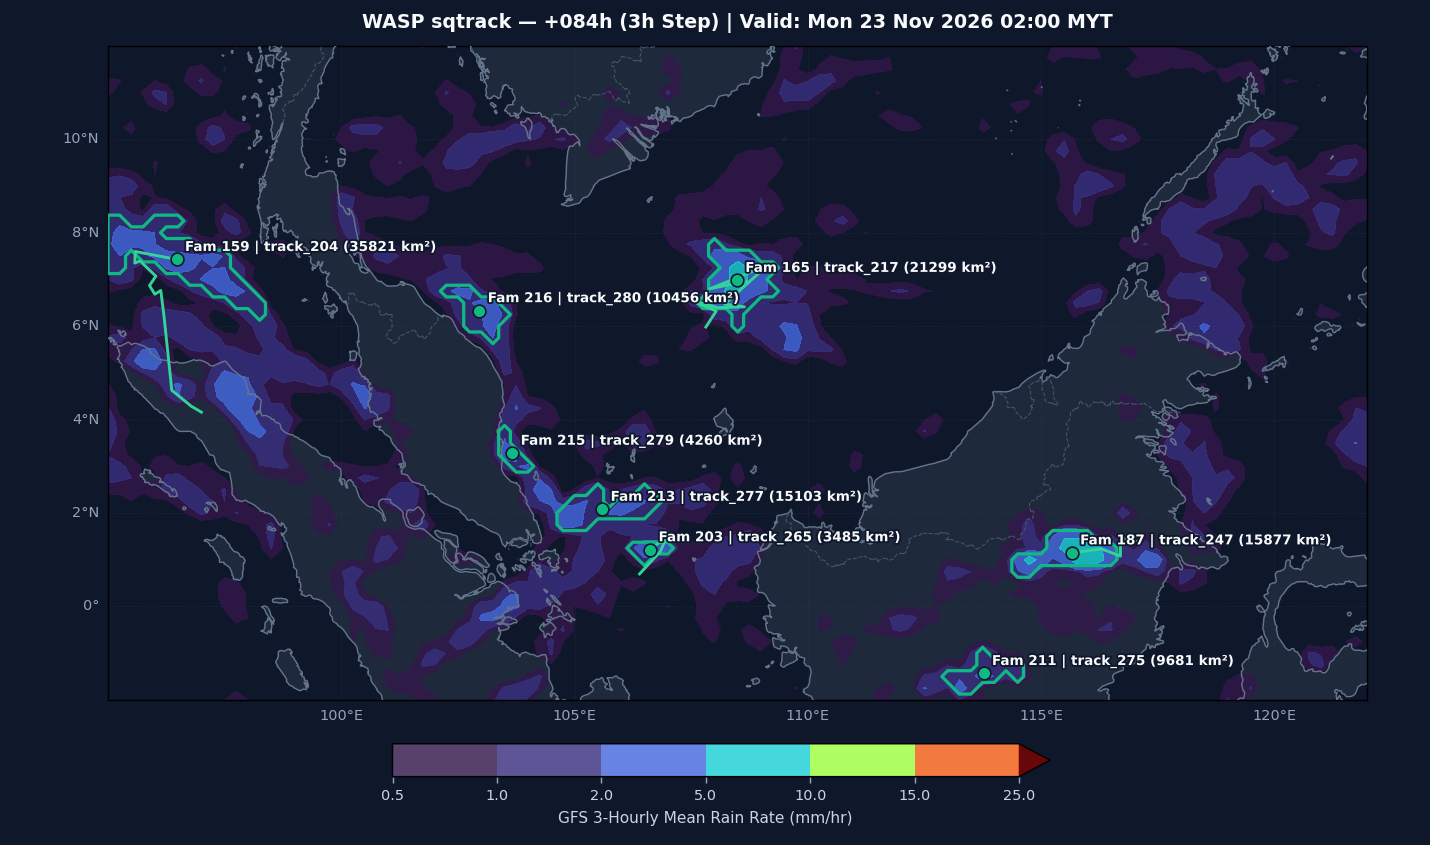 WASP sqtrack — +084h (3h Step) | Valid: Mon 23 Nov 2026 02:00 MYT
10°N
8°N
6°N
4°N
2°N
0°
Fam 159 | track_204 (35821 km²)
Fam 165 | track_217 (21299 km²)
Fam 216 | track_280 (10456 km²)
Fam 215 | track_279 (4260 km²)
Fam 213 | track_277 (15103 km²)
Fam 203 | track_265 (3485 km²)
Fam 187 | track_247 (15877 km²)
Fam 211 | track_275 (9681 km²)
100°E 105°E 110°E 115°E 120°E
0.5 1.0 2.0 5.0 10.0 15.0 25.0
GFS 3-Hourly Mean Rain Rate (mm/hr)